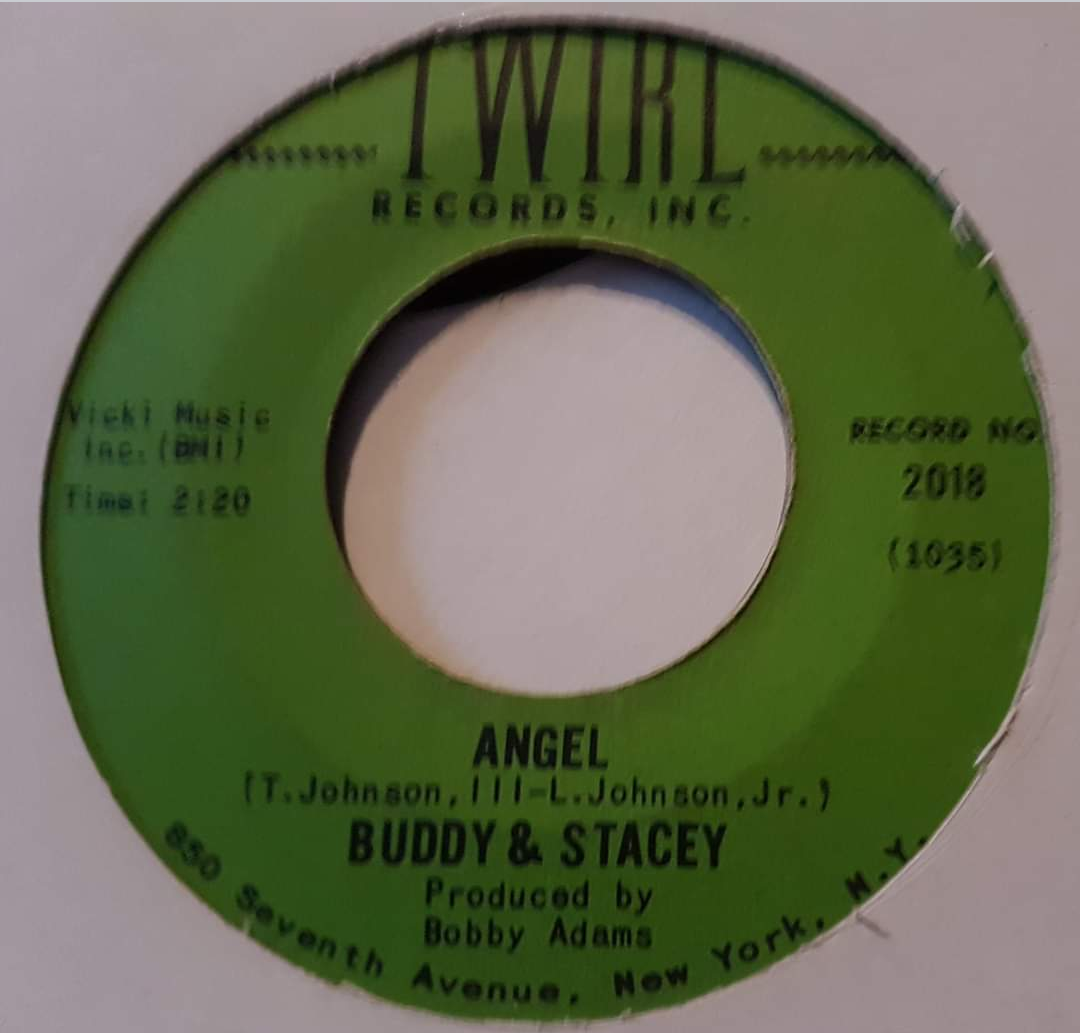 TWIRL
RECORDS, INC.
Vicki Music
Inc.(BMI)
Time: 2:20
RECORD NO.
2018
(1035)
ANGEL
(T.Johnson,III-L.Johnson,Jr.)
BUDDY & STACEY
Produced by
Bobby Adams
850 Seventh Avenue, New York, N.Y.